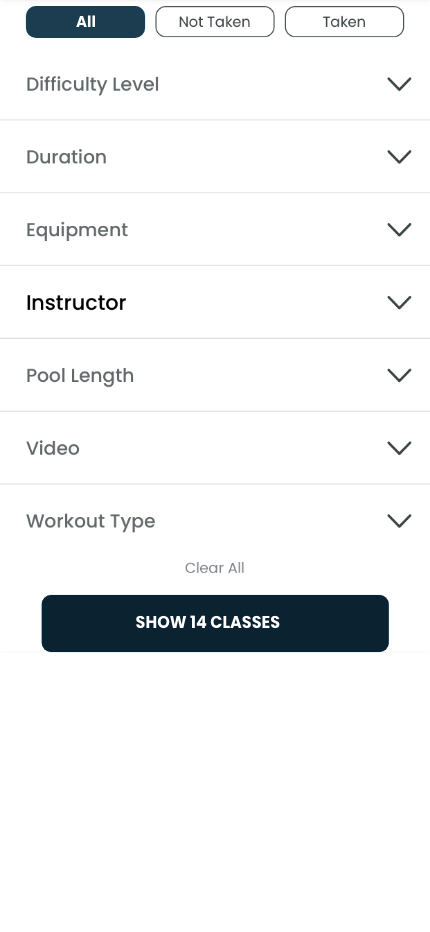 All
Not Taken
Taken
Difficulty Level
Duration
Equipment
Instructor
Pool Length
Video
Workout Type
Clear All
SHOW 14 CLASSES